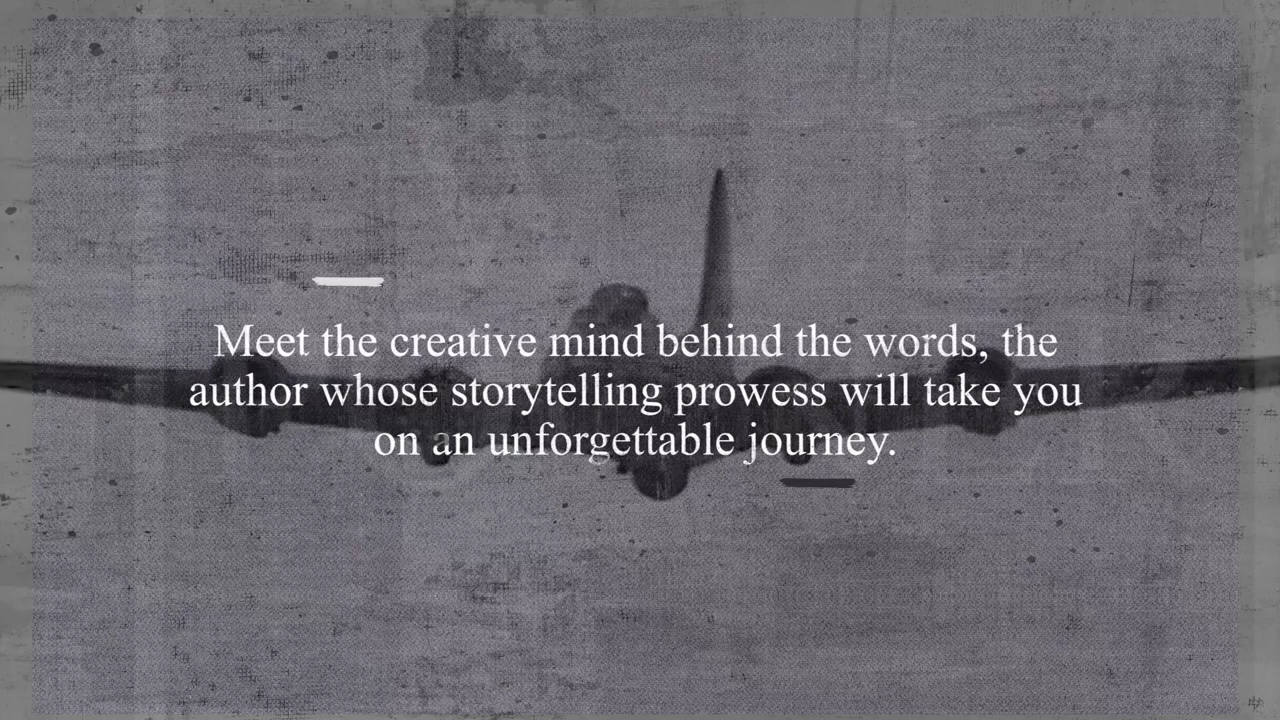 Meet the creative mind behind the words, the
author whose storytelling prowess will take you
on an unforgettable journey.